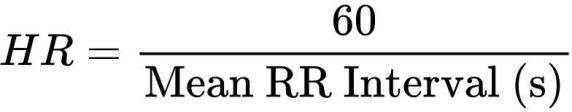 HR = 60
Mean RR Interval (s)